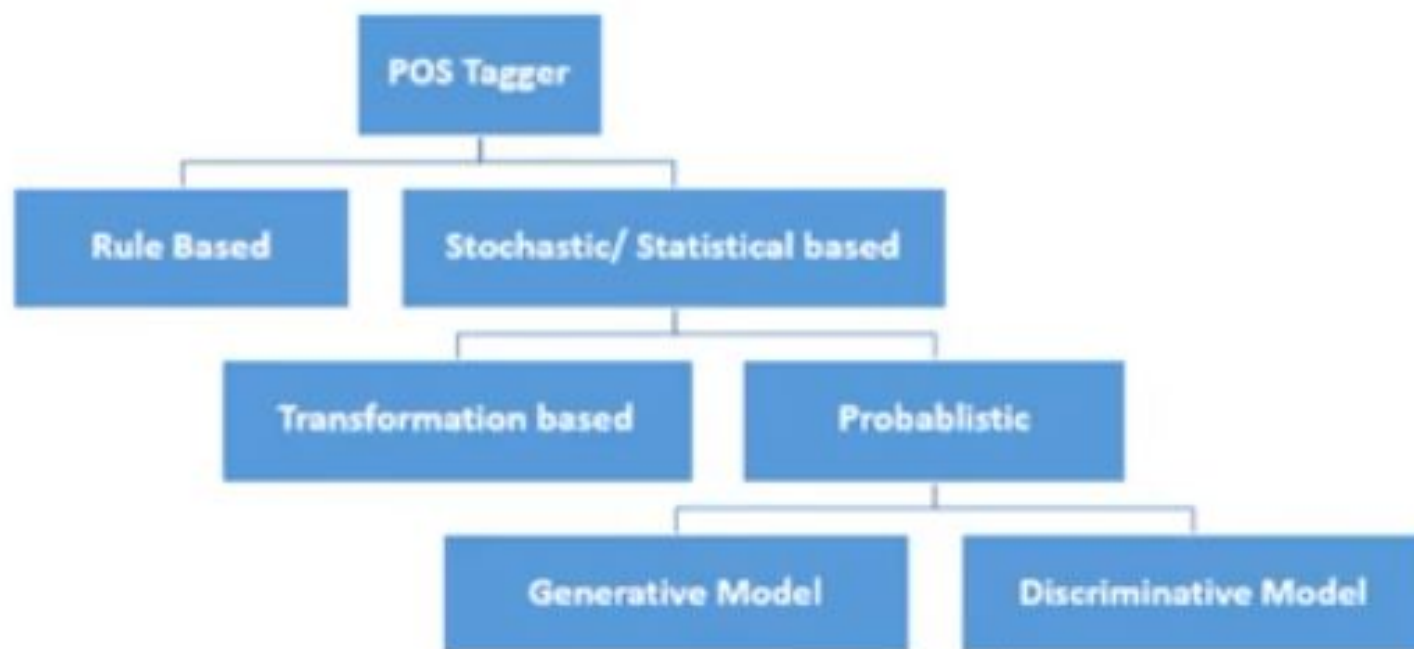 POS Tagger
Rule Based
Stochastic/ Statistical based
Transformation based
Probablistic
Generative Model
Discriminative Model